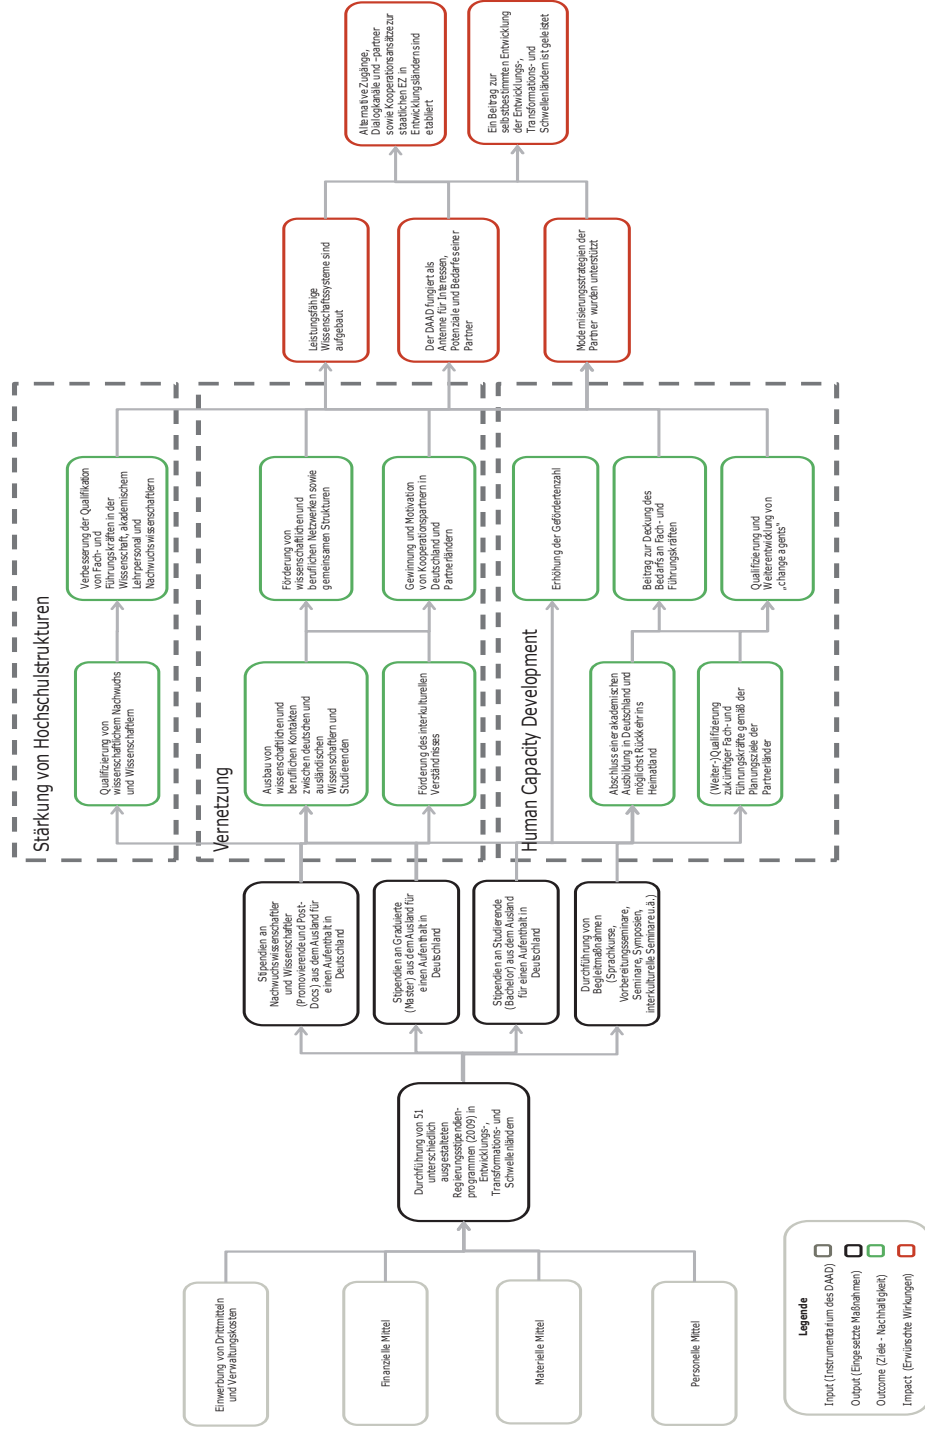 Einwerbung von Drittmitteln
und Verwaltungskosten
Finanzielle Mittel
Materielle Mittel
Personelle Mittel
Durchführung von 51
unterschiedlich
ausgestalteten
Regierungsstipendien-
programmen (2009) in
Entwicklungs-,
Transformations- und
Schwellenländern
Stipendien an
Nachwuchswissenschaftler
und Wissenschaftler
(Promovierende und Post-
Docs) aus dem Ausland für
einen Aufenthalt in
Deutschland
Stipendien an Graduierte
(Master) aus dem Ausland für
einen Aufenthalt in
Deutschland
Stipendien an Studierende
(Bachelor) aus dem Ausland
für einen Aufenthalt in
Deutschland
Durchführung von
Begleitmaßnahmen
(Sprachkurse,
Vorbereitungsseminare,
Seminare, Symposien,
interkulturelle Seminare u.ä.)
Stärkung von Hochschulstrukturen
Qualifizierung von
wissenschaftlichem Nachwuchs
und Wissenschaftlern
Verbesserung der Qualifikation
von Fach- und
Führungskräften in der
Wissenschaft, akademischem
Lehrpersonal und
Nachwuchswissenschaftlern
Vernetzung
Ausbau von
wissenschaftlichen und
beruflichen Kontakten
zwischen deutschen und
ausländischen
Wissenschaftlern und
Studierenden
Förderung des interkulturellen
Verständnisses
Förderung von
wissenschaftlichen und
beruflichen Netzwerken sowie
gemeinsamen Strukturen
Gewinnung und Motivation
von Kooperationspartnern in
Deutschland und
Partnerländern
Human Capacity Development
Abschluss einer akademischen
Ausbildung in Deutschland und
möglichst Rückkehr ins
Heimatland
(Weiter-)Qualifizierung
zukünftiger Fach- und
Führungskräfte gemäß der
Planungsziele der
Partnerländer
Erhöhung der Gefördertenzahl
Beitrag zur Deckung des
Bedarfs an Fach- und
Führungskräften
Qualifizierung und
Weiterentwicklung von
„change agents"
Leistungsfähige
Wissenschaftssysteme sind
aufgebaut
Der DAAD fungiert als
Antenne für Interessen,
Potenziale und Bedarfe seiner
Partner
Modernisierungsstrategien der
Partner wurden unterstützt
Alternative Zugänge,
Dialogkanäle und –partner
sowie Kooperationsansätze zur
staatlichen EZ in
Entwicklungsländern sind
etabliert
Ein Beitrag zur
selbstbestimmten Entwicklung
der Entwicklungs-,
Transformations- und
Schwellenländern ist geleistet
Legende
Input (Instrumentarium des DAAD)
Output (Eingesetzte Maßnahmen)
Outcome (Ziele - Nachhaltigkeit)
Impact (Erwünschte Wirkungen)